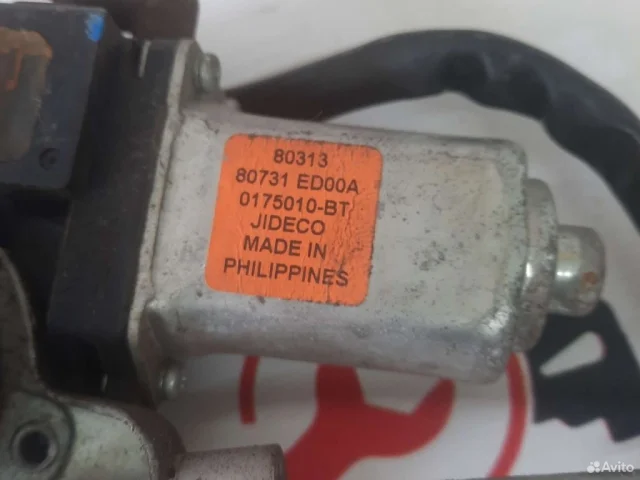 80313
80731 ED00A
0175010-BT
JIDECO
MADE IN
PHILIPPINES
Avito